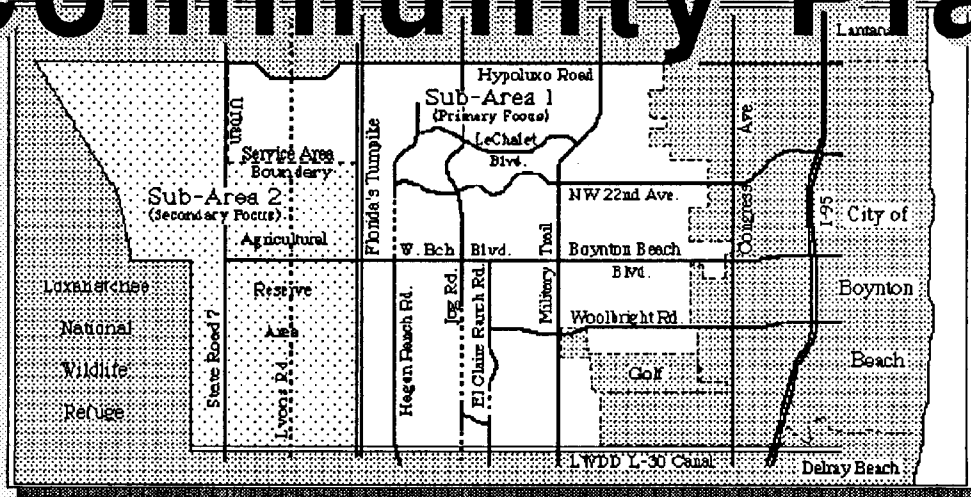 Community Pla
Lantana
Hypoluxo Road
Sub-Area 1
(Primary Focus)
LeChalet
Blvd.
Urban
Service Area
Boundary
Sub-Area 2
(Secondary Focus)
Florida's Turnpike
NW 22nd Ave.
Congress Ave.
I-95
City of
Boynton
Beach
Agricultural
Reserve
Area
W. Bch Blvd.
Boynton Beach
Blvd.
Loxahatchee
National
Wildlife
Refuge
State Road 7
Lyons Rd.
Hagen Ranch Rd.
Jog Rd.
El Claire Ranch Rd.
Military Trail
Woolbright Rd.
Golf
LWDD L-30 Canal
Delray Beach